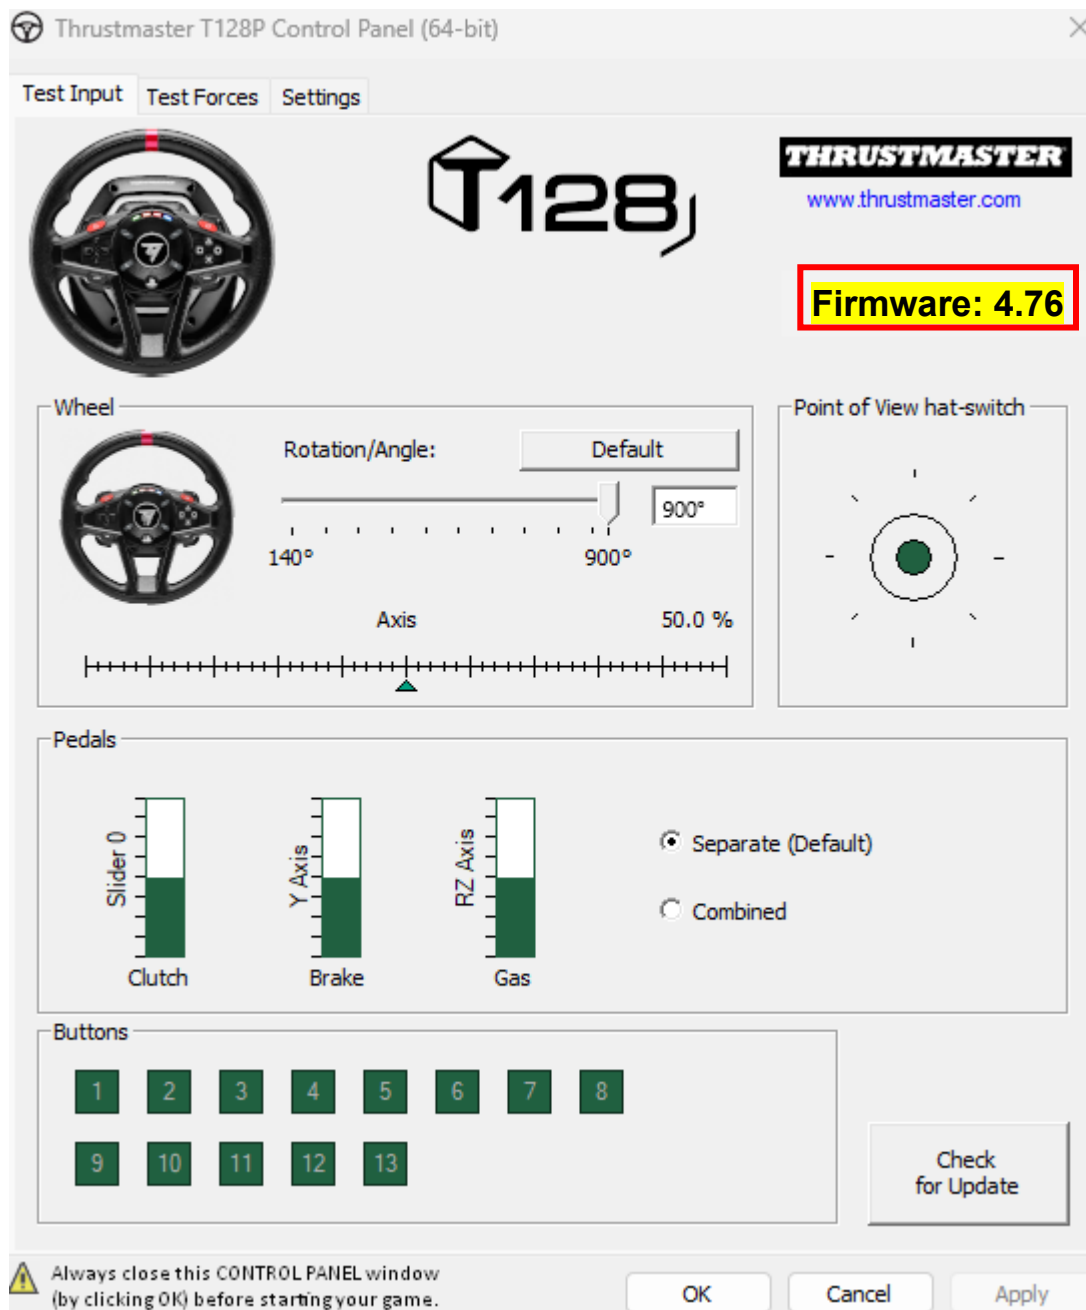 Thrustmaster T128P Control Panel (64-bit)
Test Input Test Forces Settings
T128
THRUSTMASTER
www.thrustmaster.com
Firmware: 4.76
Wheel
Rotation/Angle:
Default
900°
140° 900°
Axis 50.0 %
Point of View hat-switch
Pedals
Slider 0
Clutch
Y Axis
Brake
RZ Axis
Gas
Separate (Default)
Combined
Buttons
1 2 3 4 5 6 7 8
9 10 11 12 13
Check
for Update
Always close this CONTROL PANEL window
(by clicking OK) before starting your game.
OK Cancel Apply